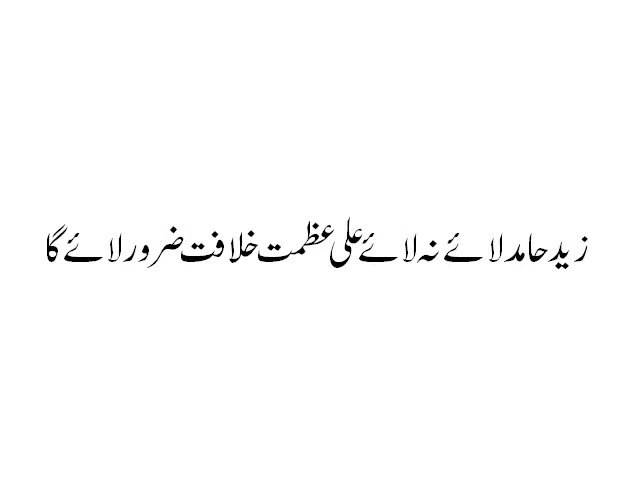 زید حامد لائے نہ لائے علی عظمت خلافت ضرور لائے گا